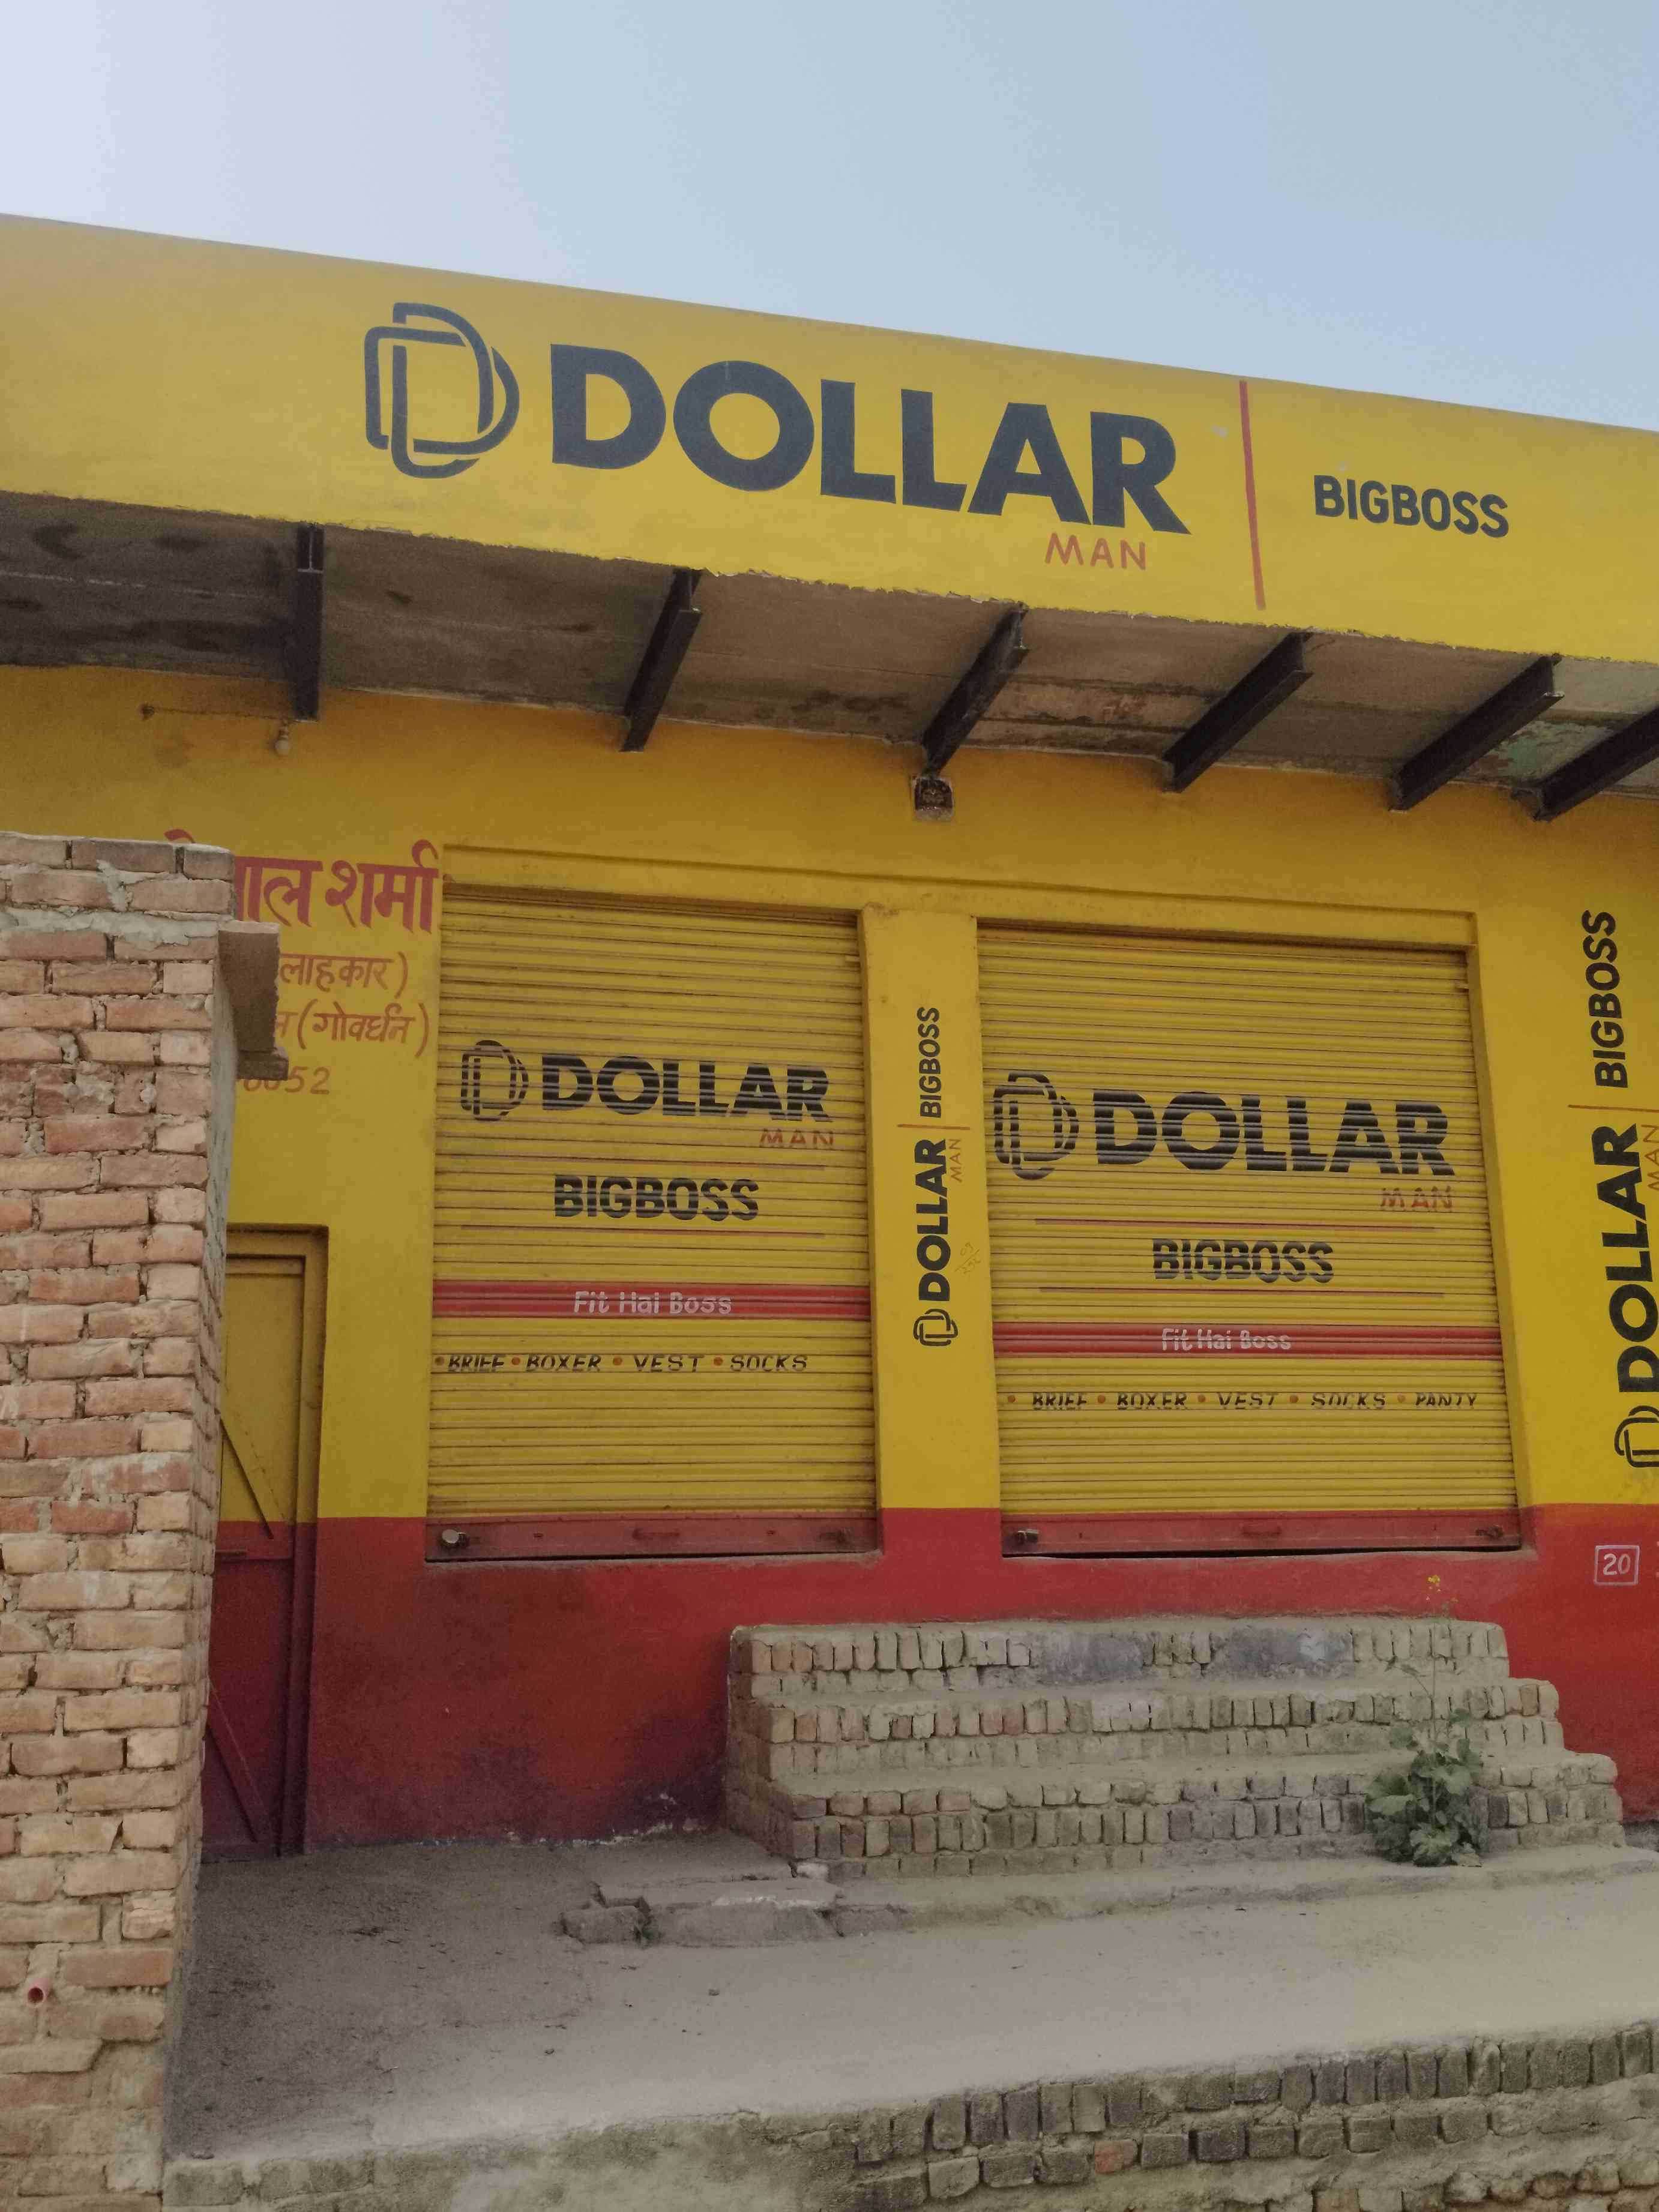 DOLLAR
MAN
BIGBOSS
शर्मा
(गोवर्धन)
DOLLAR
MAN
BIGBOSS
Fit Hai Boss
• BRIEF • BOXER • VEST • SOCKS
DOLLAR
MAN
BIGBOSS
DOLLAR
MAN
BIGBOSS
Fit Hai Boss
• BRIEF • BOXER • VEST • SOCKS • PANTY
DOLLAR
MAN
BIGBOSS
20